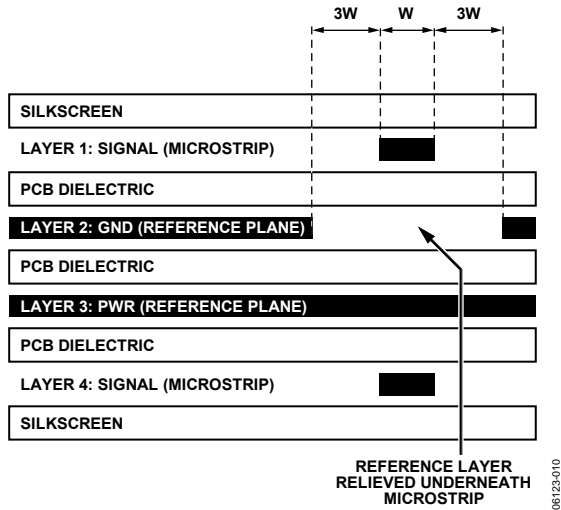 3W W 3W
SILKSCREEN
LAYER 1: SIGNAL (MICROSTRIP)
PCB DIELECTRIC
LAYER 2: GND (REFERENCE PLANE)
PCB DIELECTRIC
LAYER 3: PWR (REFERENCE PLANE)
PCB DIELECTRIC
LAYER 4: SIGNAL (MICROSTRIP)
SILKSCREEN
REFERENCE LAYER
RELIEVED UNDERNEATH
MICROSTRIP
06123-010